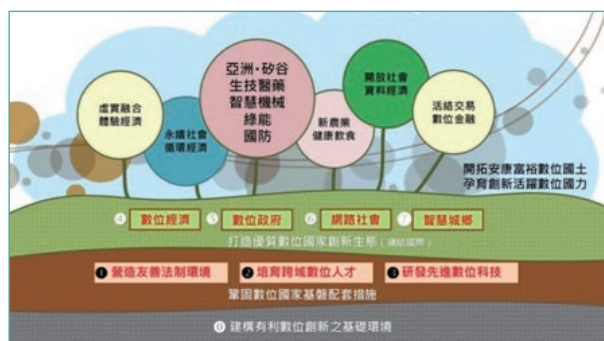 虛實融合
體驗經濟
永續社會
循環經濟
亞洲‧矽谷
生技醫藥
智慧機械
綠能
國防
新農業
健康飲食
開放社會
資料經濟
活絡交易
數位金融
開拓安康富裕數位國土
孕育創新活躍數位國力
4 數位經濟 5 數位政府 6 網路社會 7 智慧城鄉
打造優質數位國家創新生態(連結國際)
1 營造友善法制環境 2 培育跨域數位人才 3 研發先進數位科技
鞏固數位國家基盤配套措施
0 建構有利數位創新之基礎環境